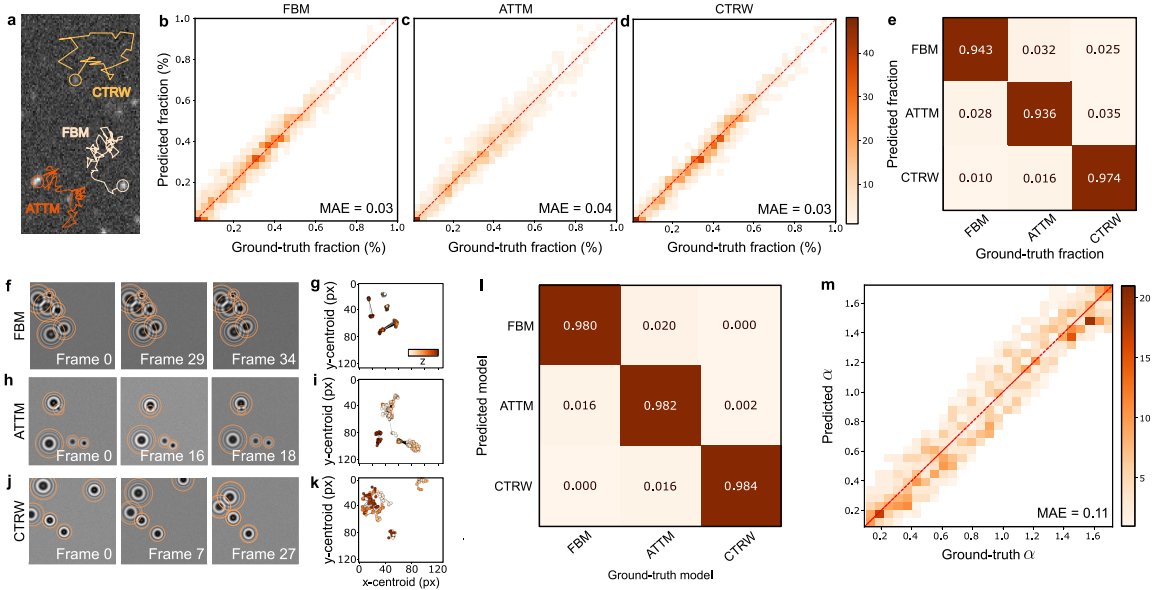 a
CTRW
FBM
ATTM
b
FBM
Predicted fraction (%)
1.0
0.8
0.6
0.4
0.2
0.2 0.4 0.6 0.8 1.0
MAE = 0.03
Ground-truth fraction (%)
c
ATTM
0.2 0.4 0.6 0.8 1.0
MAE = 0.04
Ground-truth fraction (%)
d
CTRW
0.2 0.4 0.6 0.8 1.0
MAE = 0.03
Ground-truth fraction (%)
40
30
20
10
e
Predicted fraction
FBM 0.943 0.032 0.025
ATTM 0.028 0.936 0.035
CTRW 0.010 0.016 0.974
FBM ATTM CTRW
Ground-truth fraction
f
FBM
Frame 0 Frame 29 Frame 34
g
y-centroid (px)
0
40
80
120
z
h
ATTM
Frame 0 Frame 16 Frame 18
i
y-centroid (px)
0
40
80
120
j
CTRW
Frame 0 Frame 7 Frame 27
k
y-centroid (px)
0
40
80
120
0 40 80 120
x-centroid (px)
l
Predicted model
FBM 0.980 0.020 0.000
ATTM 0.016 0.982 0.002
CTRW 0.000 0.016 0.984
FBM ATTM CTRW
Ground-truth model
m
Predicted α
1.6
1.4
1.2
1.0
0.8
0.6
0.4
0.2
0.2 0.4 0.6 0.8 1.0 1.2 1.4 1.6
MAE = 0.11
Ground-truth α
20
15
10
5